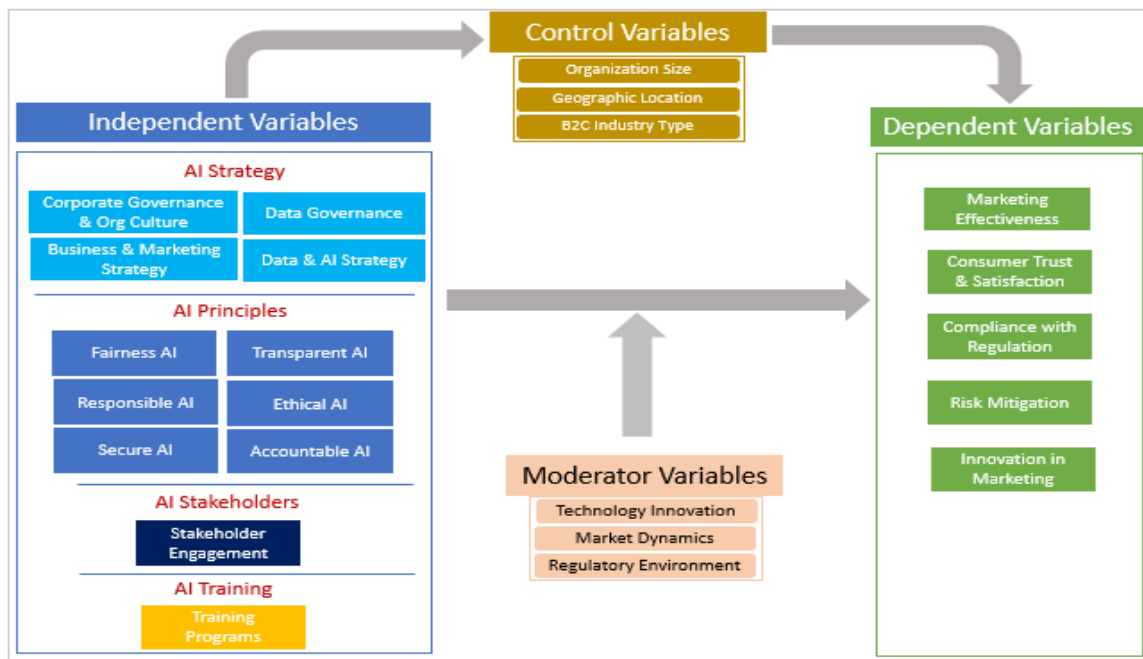 Control Variables
Organization Size
Geographic Location
B2C Industry Type
Independent Variables
AI Strategy
Corporate Governance
& Org Culture
Data Governance
Business & Marketing
Strategy
Data & AI Strategy
AI Principles
Fairness AI
Transparent AI
Responsible AI
Ethical AI
Secure AI
Accountable AI
AI Stakeholders
Stakeholder
Engagement
AI Training
Training
Programs
Moderator Variables
Technology Innovation
Market Dynamics
Regulatory Environment
Dependent Variables
Marketing
Effectiveness
Consumer Trust
& Satisfaction
Compliance with
Regulation
Risk Mitigation
Innovation in
Marketing